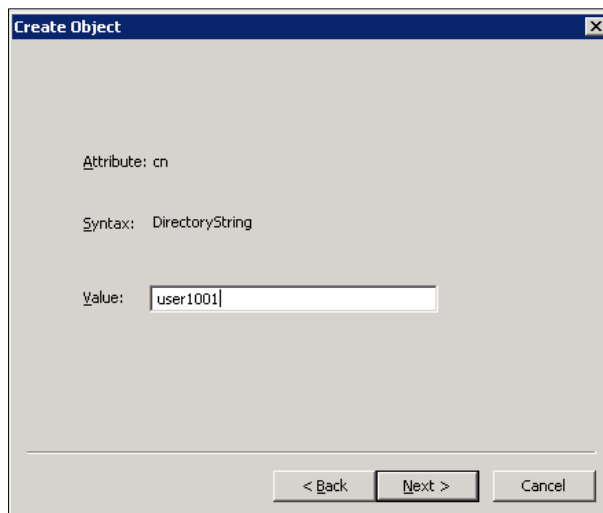 Create Object
Attribute: cn
Syntax: DirectoryString
Value: user1001
< Back Next > Cancel